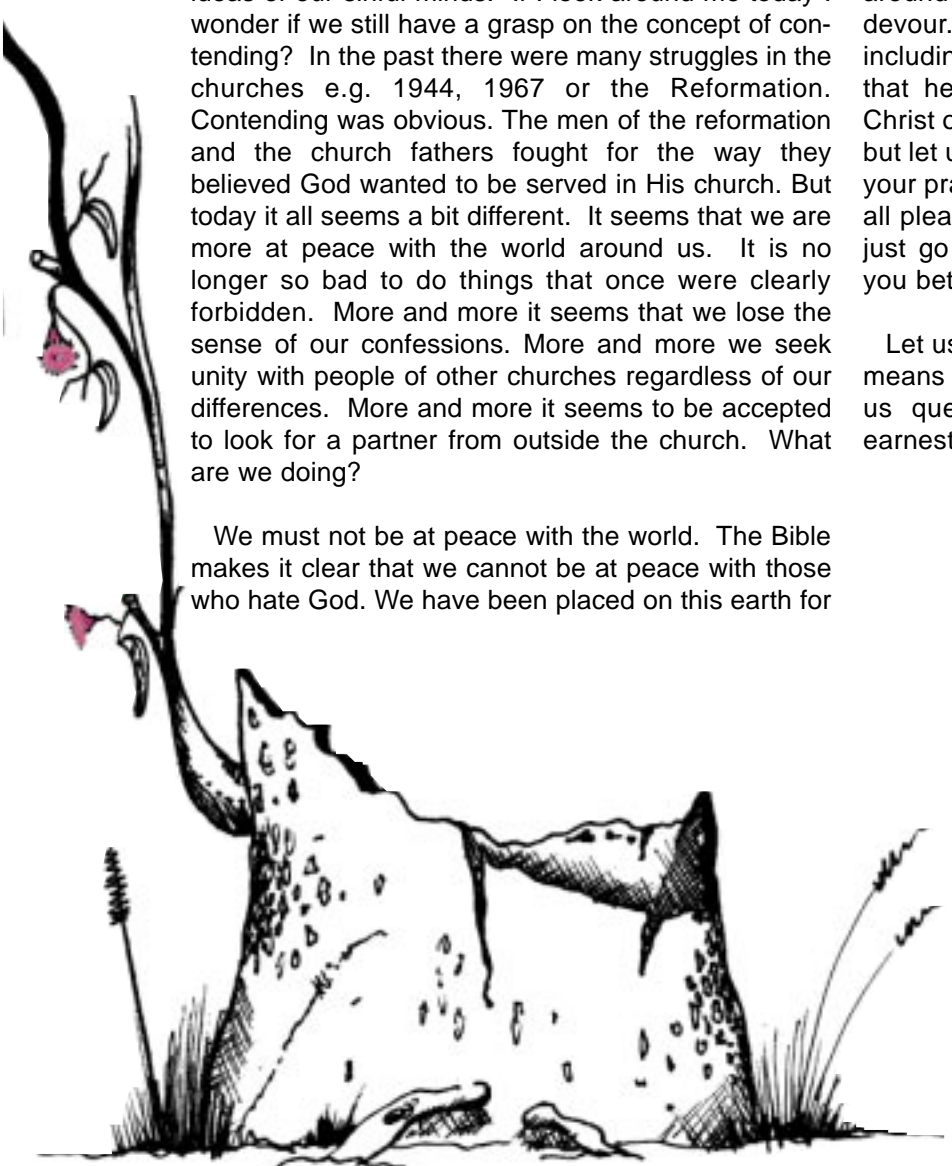 ideas of our sinful minds. If I look around me today I
wonder if we still have a grasp on the concept of con-
tending? In the past there were many struggles in the
churches e.g. 1944, 1967 or the Reformation.
Contending was obvious. The men of the reformation
and the church fathers fought for the way they
believed God wanted to be served in His church. But
today it all seems a bit different. It seems that we are
more at peace with the world around us. It is no
longer so bad to do things that once were clearly
forbidden. More and more it seems that we lose the
sense of our confessions. More and more we seek
unity with people of other churches regardless of our
differences. More and more it seems to be accepted
to look for a partner from outside the church. What
are we doing?
We must not be at peace with the world. The Bible
makes it clear that we cannot be at peace with those
who hate God. We have been placed on this earth for
around
devour.
includin
that he
Christ
but let u
your pra
all plea
just go
you bet
Let us
means
us que
earnest